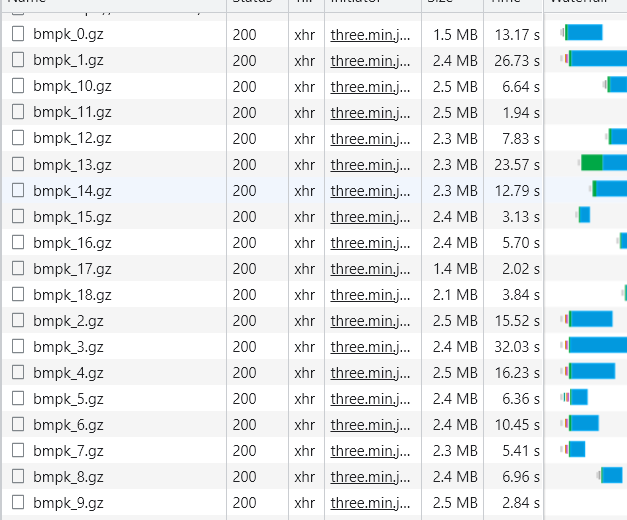 bmpk_0.gz 200 xhr three.min.j... 1.5 MB 13.17 s
bmpk_1.gz 200 xhr three.min.j... 2.4 MB 26.73 s
bmpk_10.gz 200 xhr three.min.j... 2.5 MB 6.64 s
bmpk_11.gz 200 xhr three.min.j... 2.5 MB 1.94 s
bmpk_12.gz 200 xhr three.min.j... 2.3 MB 7.83 s
bmpk_13.gz 200 xhr three.min.j... 2.3 MB 23.57 s
bmpk_14.gz 200 xhr three.min.j... 2.3 MB 12.79 s
bmpk_15.gz 200 xhr three.min.j... 2.4 MB 3.13 s
bmpk_16.gz 200 xhr three.min.j... 2.4 MB 5.70 s
bmpk_17.gz 200 xhr three.min.j... 1.4 MB 2.02 s
bmpk_18.gz 200 xhr three.min.j... 2.1 MB 3.84 s
bmpk_2.gz 200 xhr three.min.j... 2.5 MB 15.52 s
bmpk_3.gz 200 xhr three.min.j... 2.4 MB 32.03 s
bmpk_4.gz 200 xhr three.min.j... 2.5 MB 16.23 s
bmpk_5.gz 200 xhr three.min.j... 2.4 MB 6.36 s
bmpk_6.gz 200 xhr three.min.j... 2.4 MB 10.45 s
bmpk_7.gz 200 xhr three.min.j... 2.3 MB 5.41 s
bmpk_8.gz 200 xhr three.min.j... 2.4 MB 6.96 s
bmpk_9.gz 200 xhr three.min.j... 2.5 MB 2.84 s